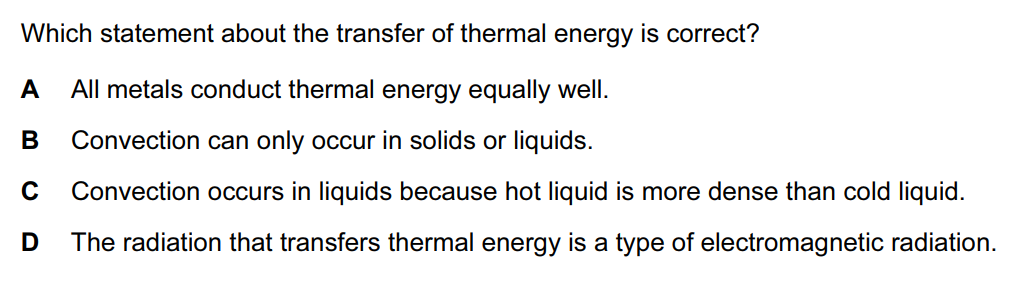 Which statement about the transfer of thermal energy is correct?
A All metals conduct thermal energy equally well.
B Convection can only occur in solids or liquids.
C Convection occurs in liquids because hot liquid is more dense than cold liquid.
D The radiation that transfers thermal energy is a type of electromagnetic radiation.